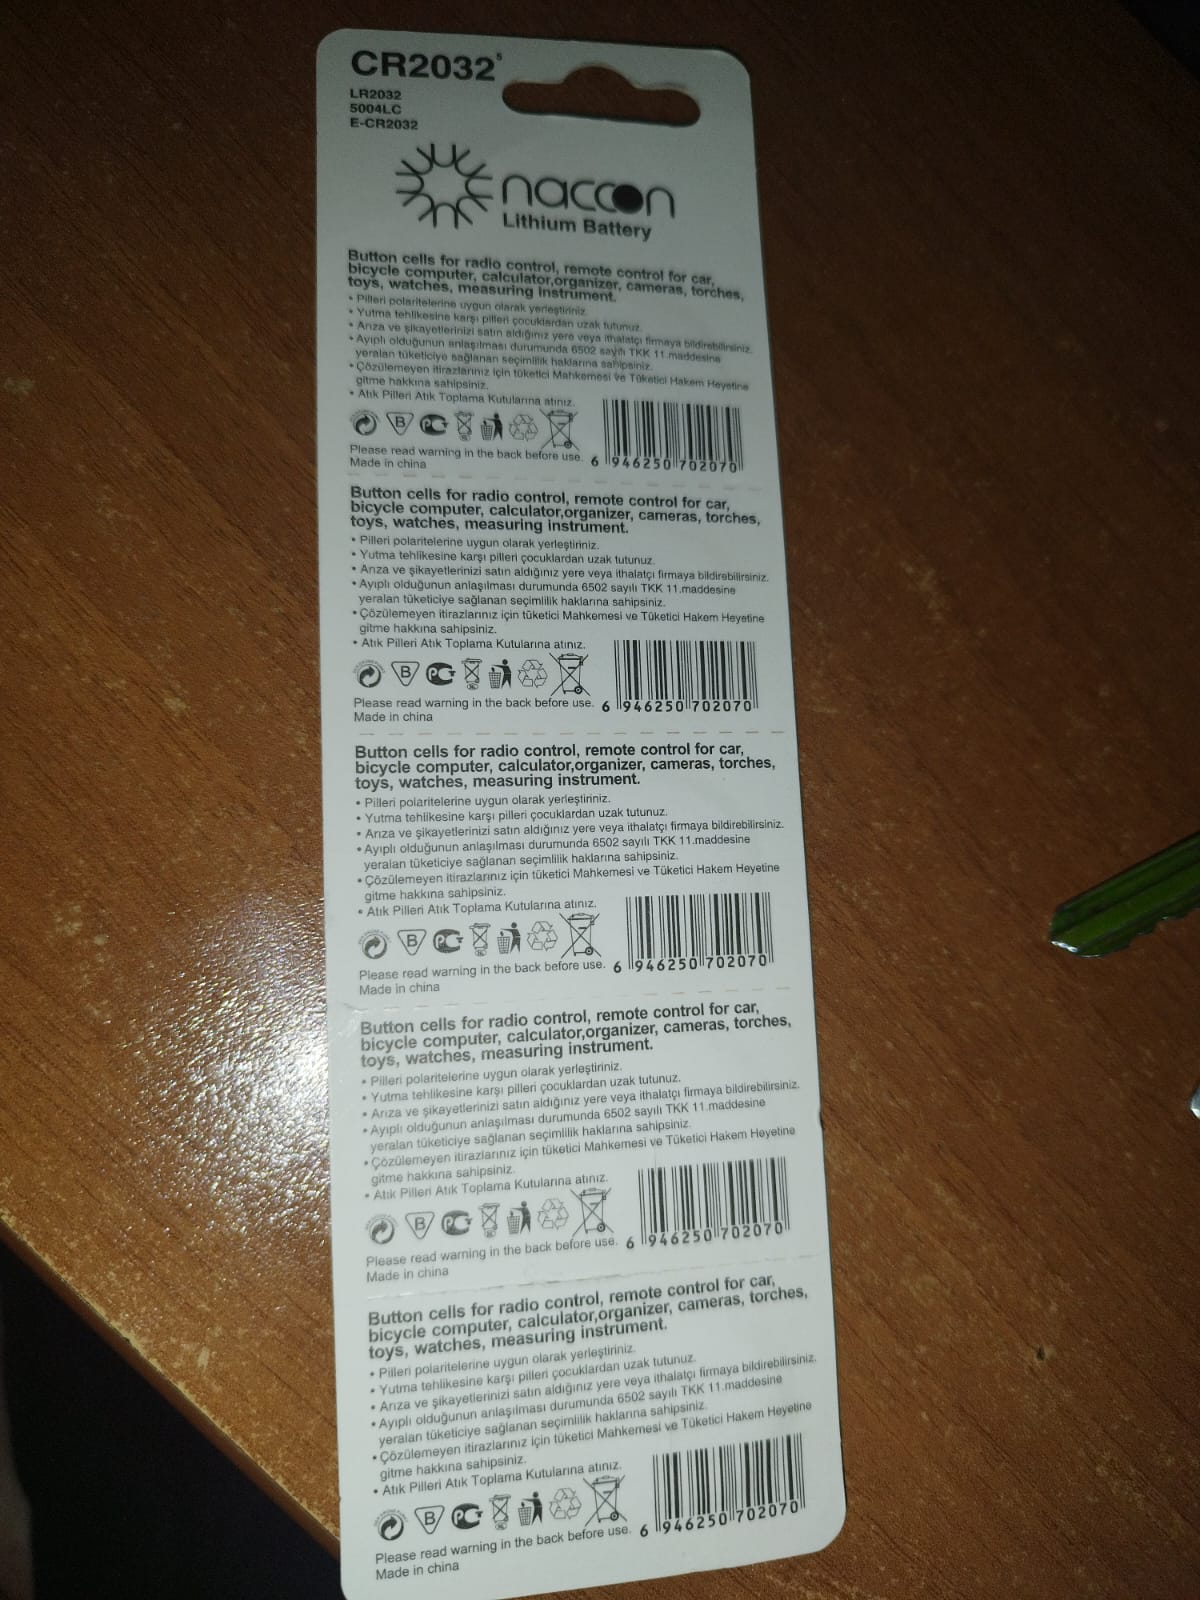 CR2032⁵
LR2032
5004LC
E-CR2032
naccon
Lithium Battery
Button cells for radio control, remote control for car,
bicycle computer, calculator,organizer, cameras, torches,
toys, watches, measuring instrument.
• Pilleri polaritelerine uygun olarak yerleştiriniz.
• Yutma tehlikesine karşı pilleri çocuklardan uzak tutunuz.
• Arıza ve şikayetlerinizi satın aldığınız yere veya ithalatçı firmaya bildirebilirsiniz.
• Ayıplı olduğunun anlaşılması durumunda 6502 sayılı TKK 11.maddesine
yeralan tüketiciye sağlanan seçimlilik haklarına sahipsiniz.
• Çözülemeyen itirazlarınız için tüketici Mahkemesi ve Tüketici Hakem Heyetine
gitme hakkına sahipsiniz.
• Atık Pilleri Atık Toplama Kutularına atınız.
B PC
Please read warning in the back before use.
Made in china
6 946250 702070
Button cells for radio control, remote control for car,
bicycle computer, calculator,organizer, cameras, torches,
toys, watches, measuring instrument.
• Pilleri polaritelerine uygun olarak yerleştiriniz.
• Yutma tehlikesine karşı pilleri çocuklardan uzak tutunuz.
• Arıza ve şikayetlerinizi satın aldığınız yere veya ithalatçı firmaya bildirebilirsiniz.
• Ayıplı olduğunun anlaşılması durumunda 6502 sayılı TKK 11.maddesine
yeralan tüketiciye sağlanan seçimlilik haklarına sahipsiniz.
• Çözülemeyen itirazlarınız için tüketici Mahkemesi ve Tüketici Hakem Heyetine
gitme hakkına sahipsiniz.
• Atık Pilleri Atık Toplama Kutularına atınız.
B PC
Please read warning in the back before use.
Made in china
6 946250 702070
Button cells for radio control, remote control for car,
bicycle computer, calculator,organizer, cameras, torches,
toys, watches, measuring instrument.
• Pilleri polaritelerine uygun olarak yerleştiriniz.
• Yutma tehlikesine karşı pilleri çocuklardan uzak tutunuz.
• Arıza ve şikayetlerinizi satın aldığınız yere veya ithalatçı firmaya bildirebilirsiniz.
• Ayıplı olduğunun anlaşılması durumunda 6502 sayılı TKK 11.maddesine
yeralan tüketiciye sağlanan seçimlilik haklarına sahipsiniz.
• Çözülemeyen itirazlarınız için tüketici Mahkemesi ve Tüketici Hakem Heyetine
gitme hakkına sahipsiniz.
• Atık Pilleri Atık Toplama Kutularına atınız.
B PC
Please read warning in the back before use.
Made in china
6 946250 702070
Button cells for radio control, remote control for car,
bicycle computer, calculator,organizer, cameras, torches,
toys, watches, measuring instrument.
• Pilleri polaritelerine uygun olarak yerleştiriniz.
• Yutma tehlikesine karşı pilleri çocuklardan uzak tutunuz.
• Arıza ve şikayetlerinizi satın aldığınız yere veya ithalatçı firmaya bildirebilirsiniz.
• Ayıplı olduğunun anlaşılması durumunda 6502 sayılı TKK 11.maddesine
yeralan tüketiciye sağlanan seçimlilik haklarına sahipsiniz.
• Çözülemeyen itirazlarınız için tüketici Mahkemesi ve Tüketici Hakem Heyetine
gitme hakkına sahipsiniz.
• Atık Pilleri Atık Toplama Kutularına atınız.
B PC
Please read warning in the back before use.
Made in china
6 946250 702070
Button cells for radio control, remote control for car,
bicycle computer, calculator,organizer, cameras, torches,
toys, watches, measuring instrument.
• Pilleri polaritelerine uygun olarak yerleştiriniz.
• Yutma tehlikesine karşı pilleri çocuklardan uzak tutunuz.
• Arıza ve şikayetlerinizi satın aldığınız yere veya ithalatçı firmaya bildirebilirsiniz.
• Ayıplı olduğunun anlaşılması durumunda 6502 sayılı TKK 11.maddesine
yeralan tüketiciye sağlanan seçimlilik haklarına sahipsiniz.
• Çözülemeyen itirazlarınız için tüketici Mahkemesi ve Tüketici Hakem Heyetine
gitme hakkına sahipsiniz.
• Atık Pilleri Atık Toplama Kutularına atınız.
B PC
Please read warning in the back before use.
Made in china
6 946250 702070